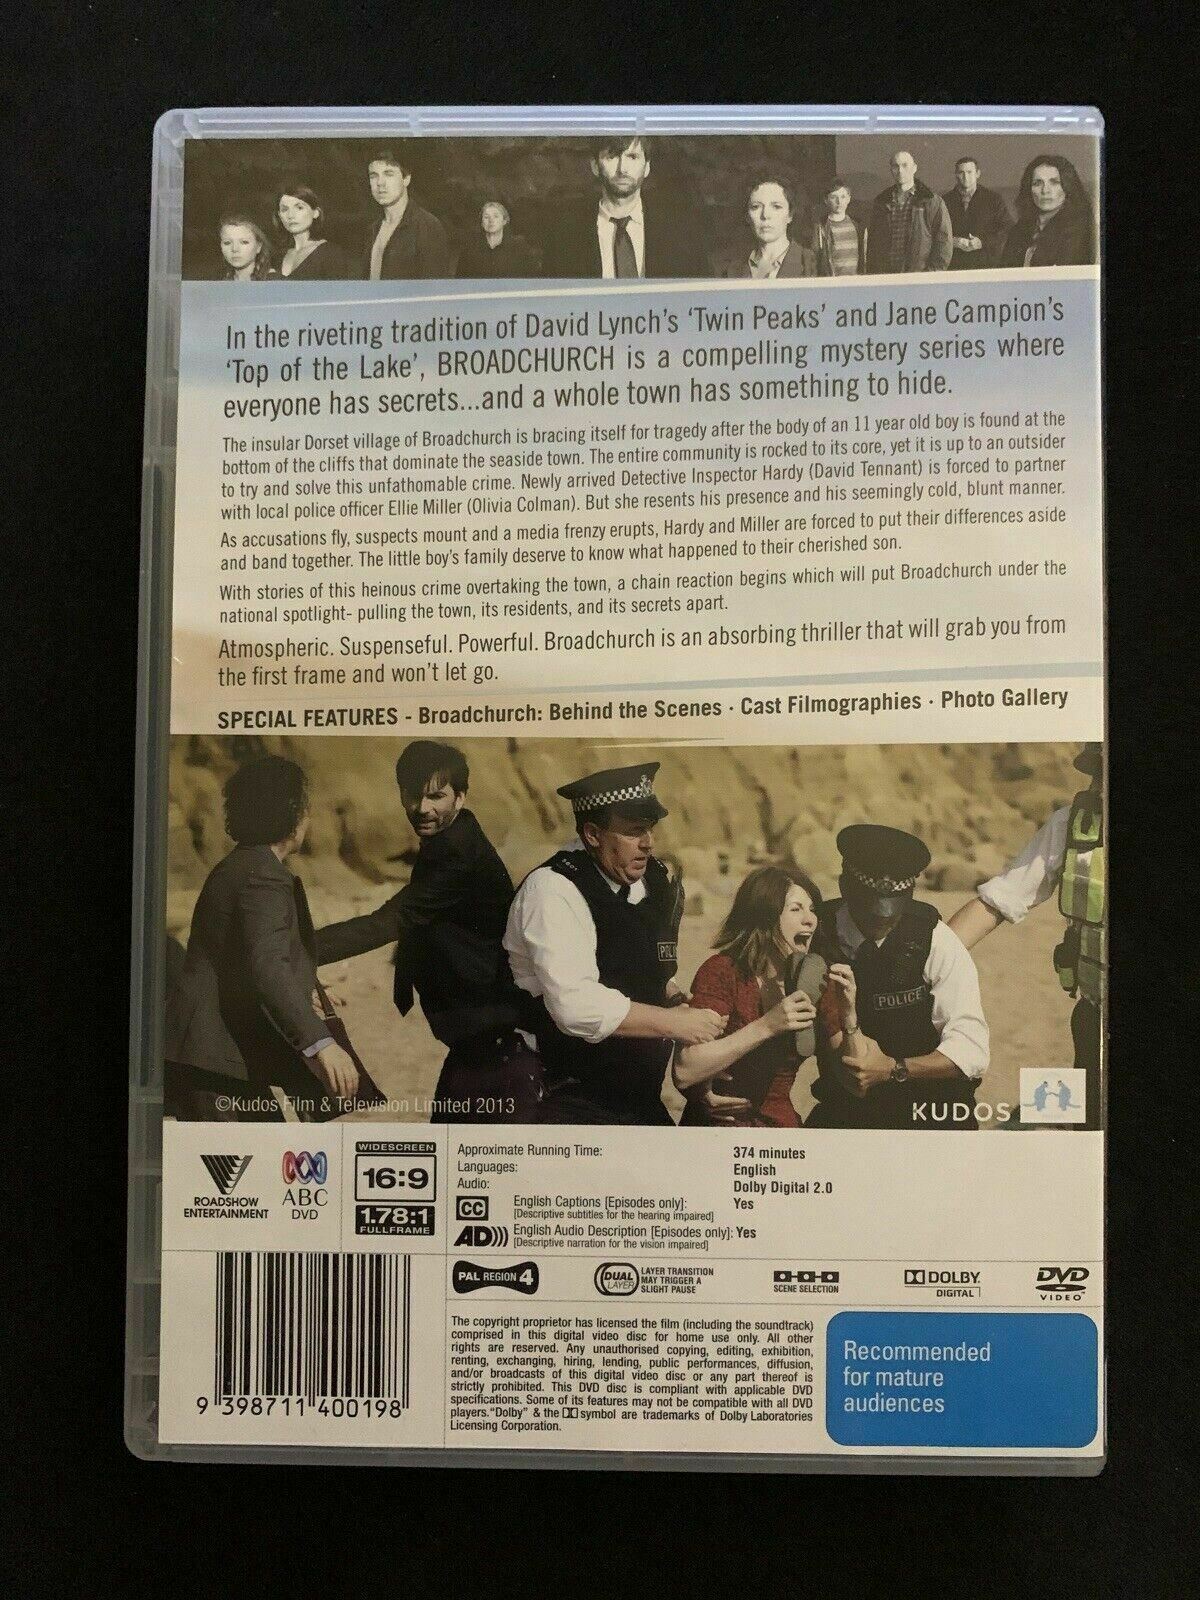 In the riveting tradition of David Lynch's 'Twin Peaks' and Jane Campion's
'Top of the Lake', BROADCHURCH is a compelling mystery series where
everyone has secrets...and a whole town has something to hide.
The insular Dorset village of Broadchurch is bracing itself for tragedy after the body of an 11 year old boy is found at the
bottom of the cliffs that dominate the seaside town. The entire community is rocked to its core, yet it is up to an outsider
to try and solve this unfathomable crime. Newly arrived Detective Inspector Hardy (David Tennant) is forced to partner
with local police officer Ellie Miller (Olivia Colman). But she resents his presence and his seemingly cold, blunt manner.
As accusations fly, suspects mount and a media frenzy erupts, Hardy and Miller are forced to put their differences aside
and band together. The little boy's family deserve to know what happened to their cherished son.
With stories of this heinous crime overtaking the town, a chain reaction begins which will put Broadchurch under the
national spotlight- pulling the town, its residents, and its secrets apart.
Atmospheric. Suspenseful. Powerful. Broadchurch is an absorbing thriller that will grab you from
the first frame and won't let go.
SPECIAL FEATURES - Broadchurch: Behind the Scenes · Cast Filmographies · Photo Gallery
POLI
POLICE
©Kudos Film & Television Limited 2013
KUDOS
ROADSHOW
ENTERTAINMENT
ABC
DVD
WIDESCREEN
16:9
1.78:1
FULLFRAME
Approximate Running Time: 374 minutes
Languages: English
Audio: Dolby Digital 2.0
CC English Captions [Episodes only]: Yes
[Descriptive subtitles for the hearing impaired]
AD))) English Audio Description [Episodes only]: Yes
[Descriptive narration for the vision impaired]
PAL REGION 4
DUAL LAYER
LAYER TRANSITION
MAY TRIGGER A
SLIGHT PAUSE
SCENE SELECTION
DOLBY
DIGITAL
DVD
VIDEO
The copyright proprietor has licensed the film (including the soundtrack)
comprised in this digital video disc for home use only. All other
rights are reserved. Any unauthorised copying, editing, exhibition,
renting, exchanging, hiring, lending, public performances, diffusion,
and/or broadcasts of this digital video disc or any part thereof is
strictly prohibited. This DVD disc is compliant with applicable DVD
specifications. Some of its features may not be compatible with all DVD
players."Dolby" & the symbol are trademarks of Dolby Laboratories
Licensing Corporation.
Recommended
for mature
audiences
9 398711 400198